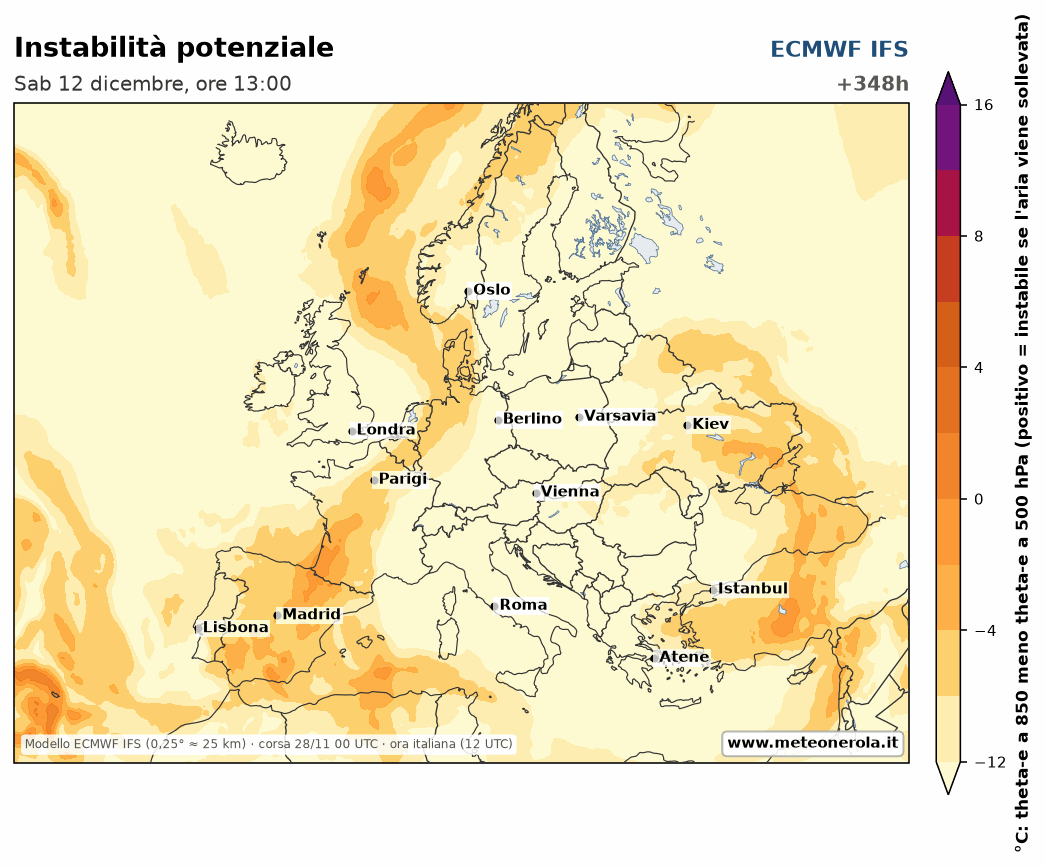 Instabilità potenziale
ECMWF IFS
Sab 12 dicembre, ore 13:00
+348h
Oslo
Berlino
Varsavia
Kiev
Londra
Parigi
Vienna
Istanbul
Roma
Madrid
Lisbona
Atene
Modello ECMWF IFS (0,25° ≈ 25 km) · corsa 28/11 00 UTC · ora italiana (12 UTC)
www.meteonerola.it
16
8
4
0
−4
−12
°C: theta-e a 850 meno theta-e a 500 hPa (positivo = instabile se l'aria viene sollevata)